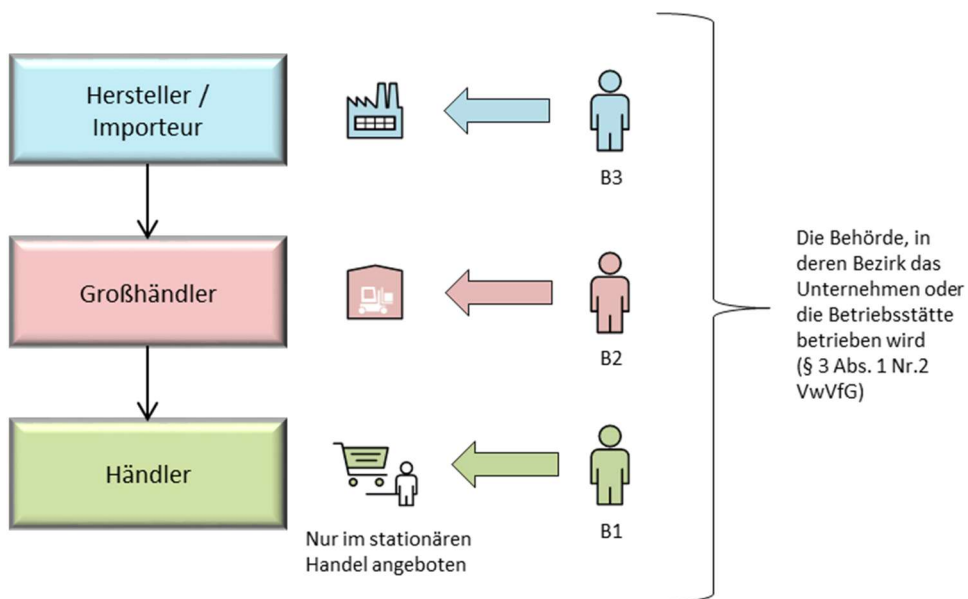 Hersteller /
Importeur
B3
Großhändler
B2
Händler
Nur im stationären
Handel angeboten
B1
Die Behörde, in
deren Bezirk das
Unternehmen oder
die Betriebsstätte
betrieben wird
(§ 3 Abs. 1 Nr.2
VwVfG)